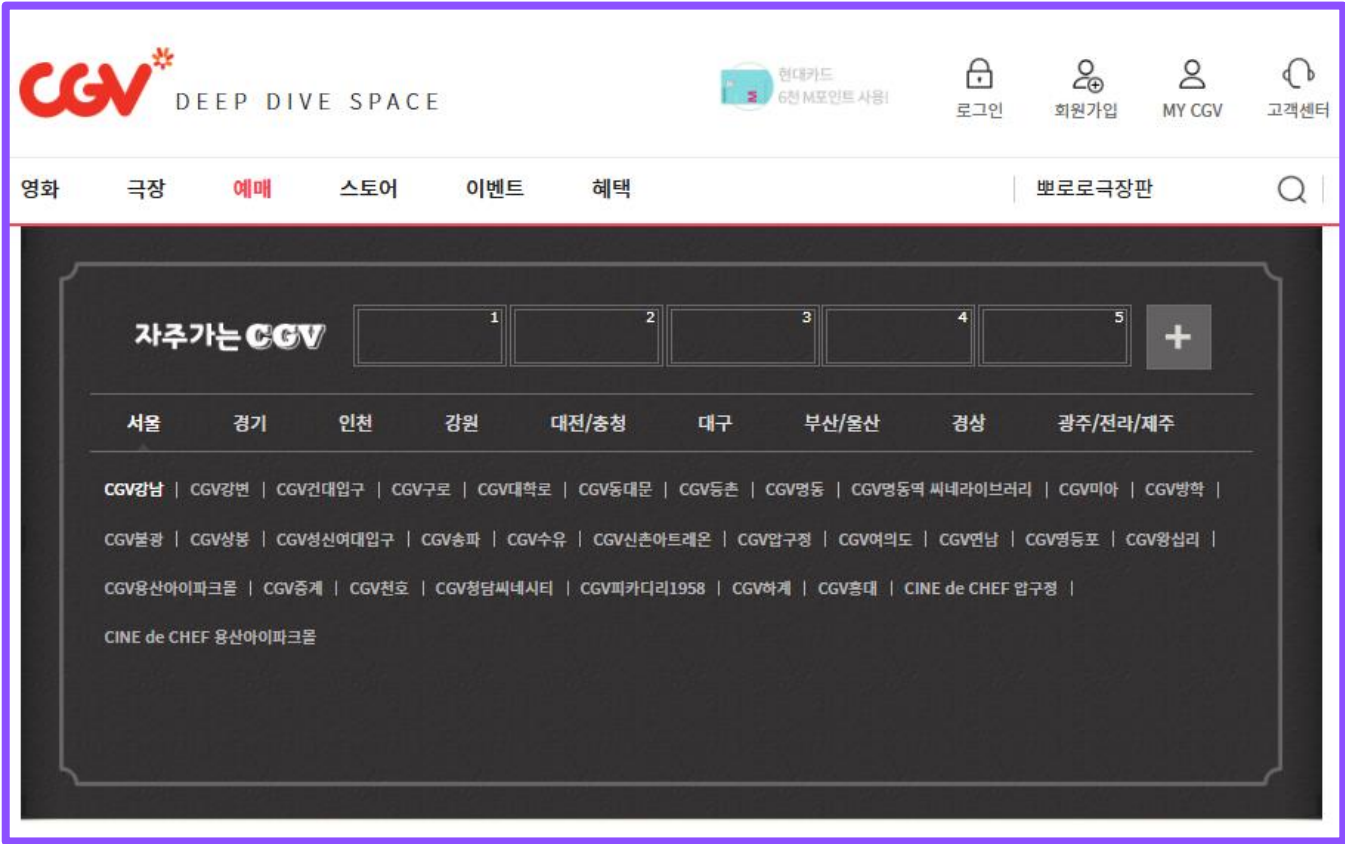 CGV DEEP DIVE SPACE
현대카드
6천 M포인트 사용!
로그인 회원가입 MY CGV 고객센터
영화 극장 예매 스토어 이벤트 혜택 뽀로로극장판
자주가는 CGV 1 2 3 4 5 +
서울 경기 인천 강원 대전/충청 대구 부산/울산 경상 광주/전라/제주
CGV강남 | CGV강변 | CGV건대입구 | CGV구로 | CGV대학로 | CGV동대문 | CGV등촌 | CGV명동 | CGV명동역 씨네라이브러리 | CGV미아 | CGV방학 |
CGV불광 | CGV상봉 | CGV성신여대입구 | CGV송파 | CGV수유 | CGV신촌아트레온 | CGV압구정 | CGV여의도 | CGV연남 | CGV영등포 | CGV왕십리 |
CGV용산아이파크몰 | CGV중계 | CGV천호 | CGV청담씨네시티 | CGV피카디리1958 | CGV하계 | CGV홍대 | CINE de CHEF 압구정 |
CINE de CHEF 용산아이파크몰